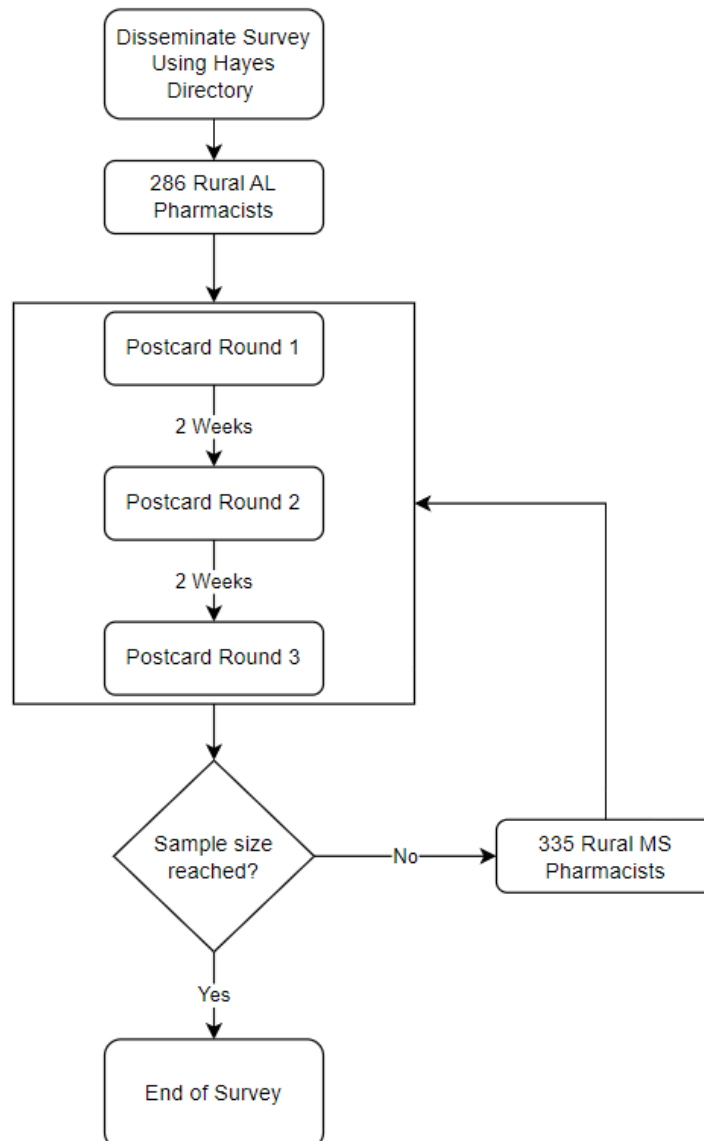 Disseminate Survey
Using Hayes
Directory
286 Rural AL
Pharmacists
Postcard Round 1
2 Weeks
Postcard Round 2
2 Weeks
Postcard Round 3
Sample size
reached?
No
335 Rural MS
Pharmacists
Yes
End of Survey